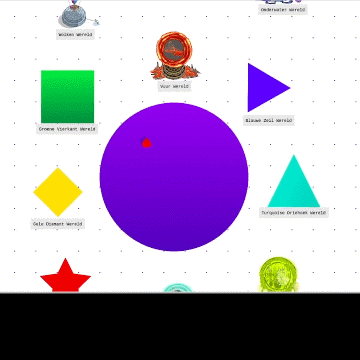 Wolken Wereld
Onderwater Wereld
Vuur Wereld
Groene Vierkant Wereld
Blauwe Zeil Wereld
Gele Diamant Wereld
Turquoise Driehoek Wereld